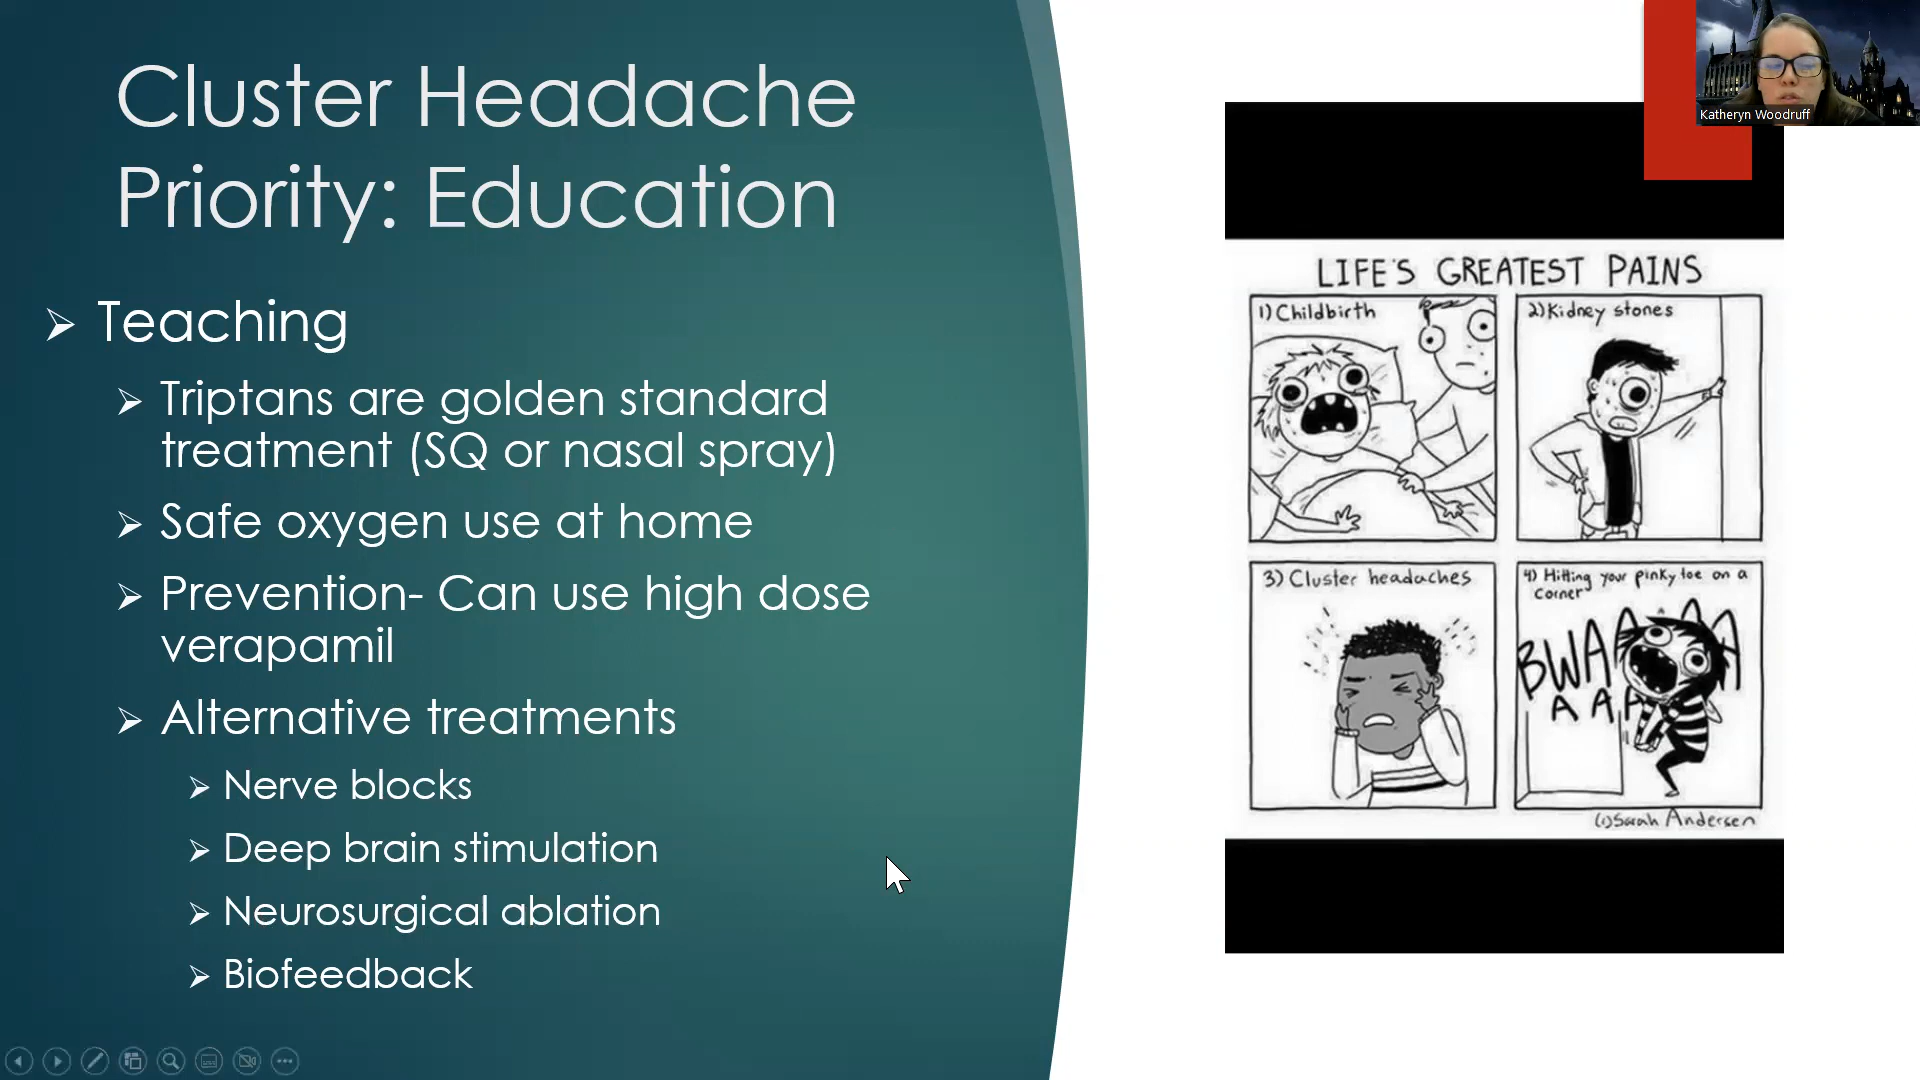 Cluster Headache
Priority: Education
Teaching
Triptans are golden standard
treatment (SQ or nasal spray)
Safe oxygen use at home
Prevention- Can use high dose
verapamil
Alternative treatments
Nerve blocks
Deep brain stimulation
Neurosurgical ablation
Biofeedback
Katheryn Woodruff
LIFE'S GREATEST PAINS
1) Childbirth
2) Kidney stones
3) Cluster headaches
4) Hitting your pinky toe on a
corner
BWAAAA
A A A
(c) Sarah Andersen